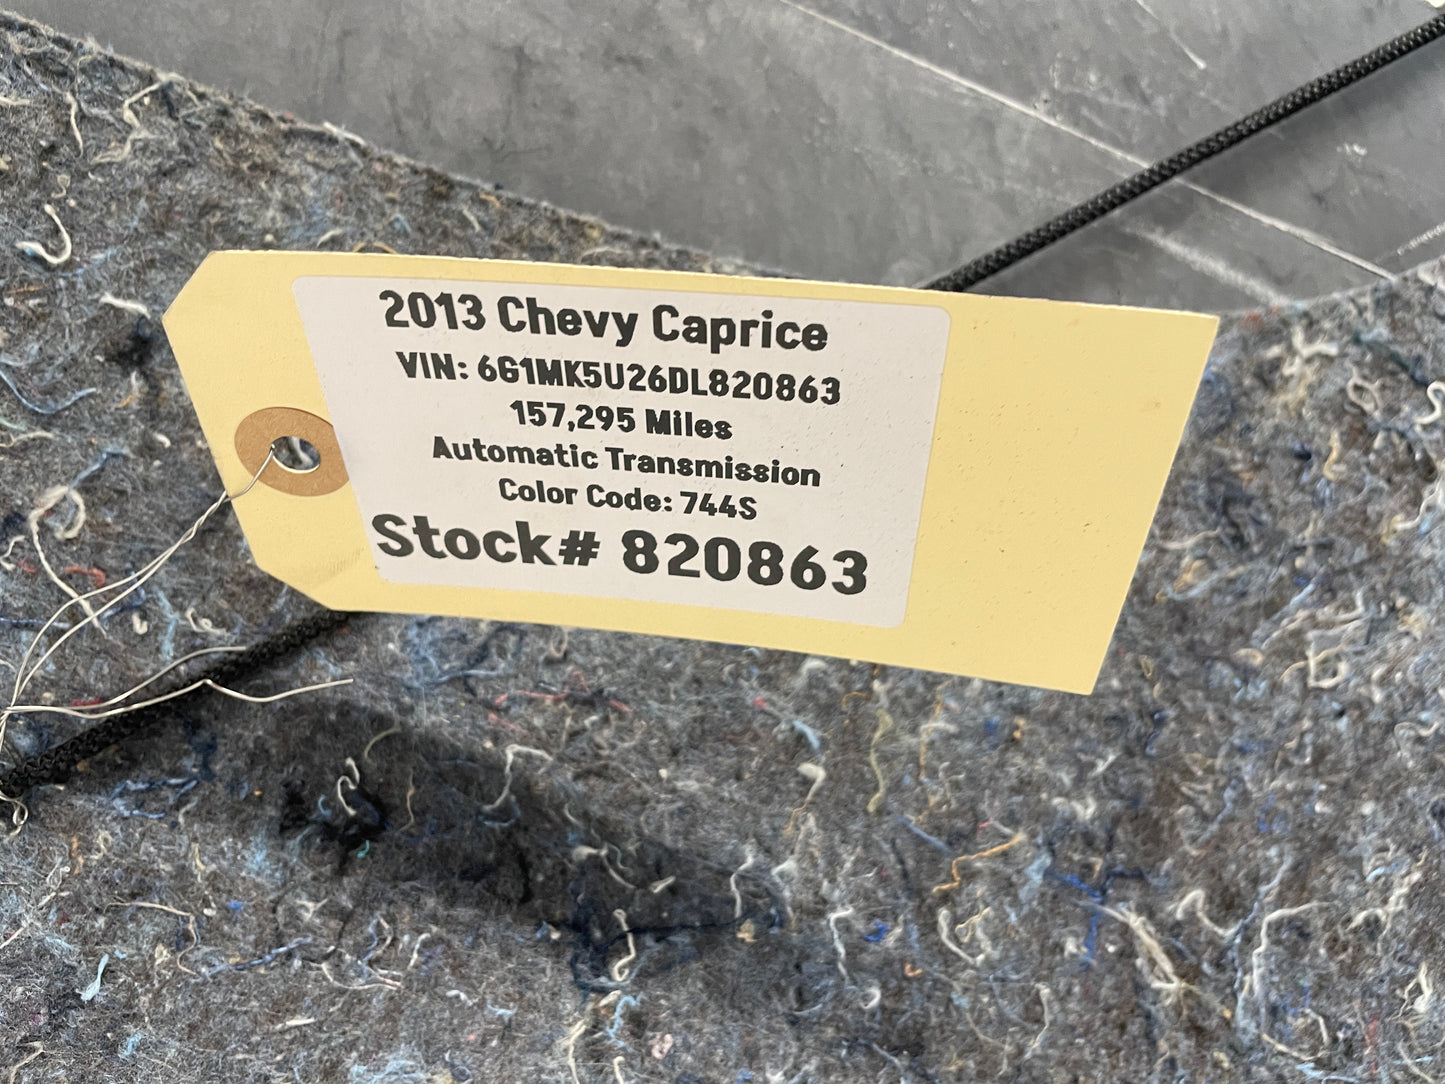 2013 Chevy Caprice
VIN: 6G1MK5U26DL820863
157,295 Miles
Automatic Transmission
Color Code: 744S
Stock# 820863